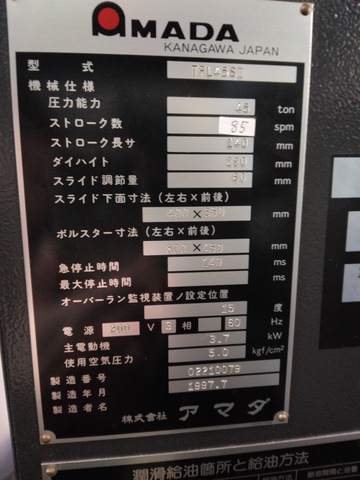 AMADA
KANAGAWA JAPAN
型 式
機械仕様
圧力能力 45 ton
ストローク数 85 spm
ストローク長サ 140 mm
ダイハイト mm
スライド調節量 mm
スライド下面寸法(左右×前後)
mm
ボルスター寸法(左右×前後)
mm
急停止時間 140 ms
最大停止時間 ms
オーバーラン監視装置ノ設定位置
15 度
電源 200 V 3 相 60 Hz
主電動機 3.7 kW
使用空気圧力 5.0 kgf/cm²
製造番号 02210079
製造年月 1997.7
製造者名 株式会社 アマダ
潤滑給油箇所と給油方法